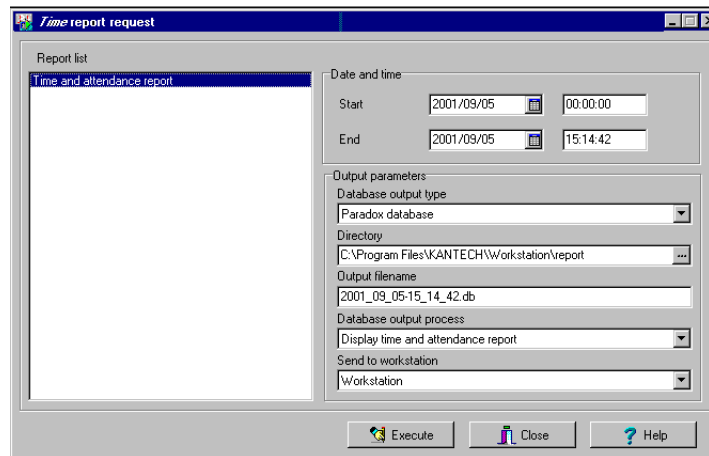 Time report request
Report list
Time and attendance report
Date and time
Start 2001/09/05 00:00:00
End 2001/09/05 15:14:42
Output parameters
Database output type
Paradox database
Directory
C:\Program Files\KANTECH\Workstation\report ...
Output filename
2001_09_05-15_14_42.db
Database output process
Display time and attendance report
Send to workstation
Workstation
Execute Close Help